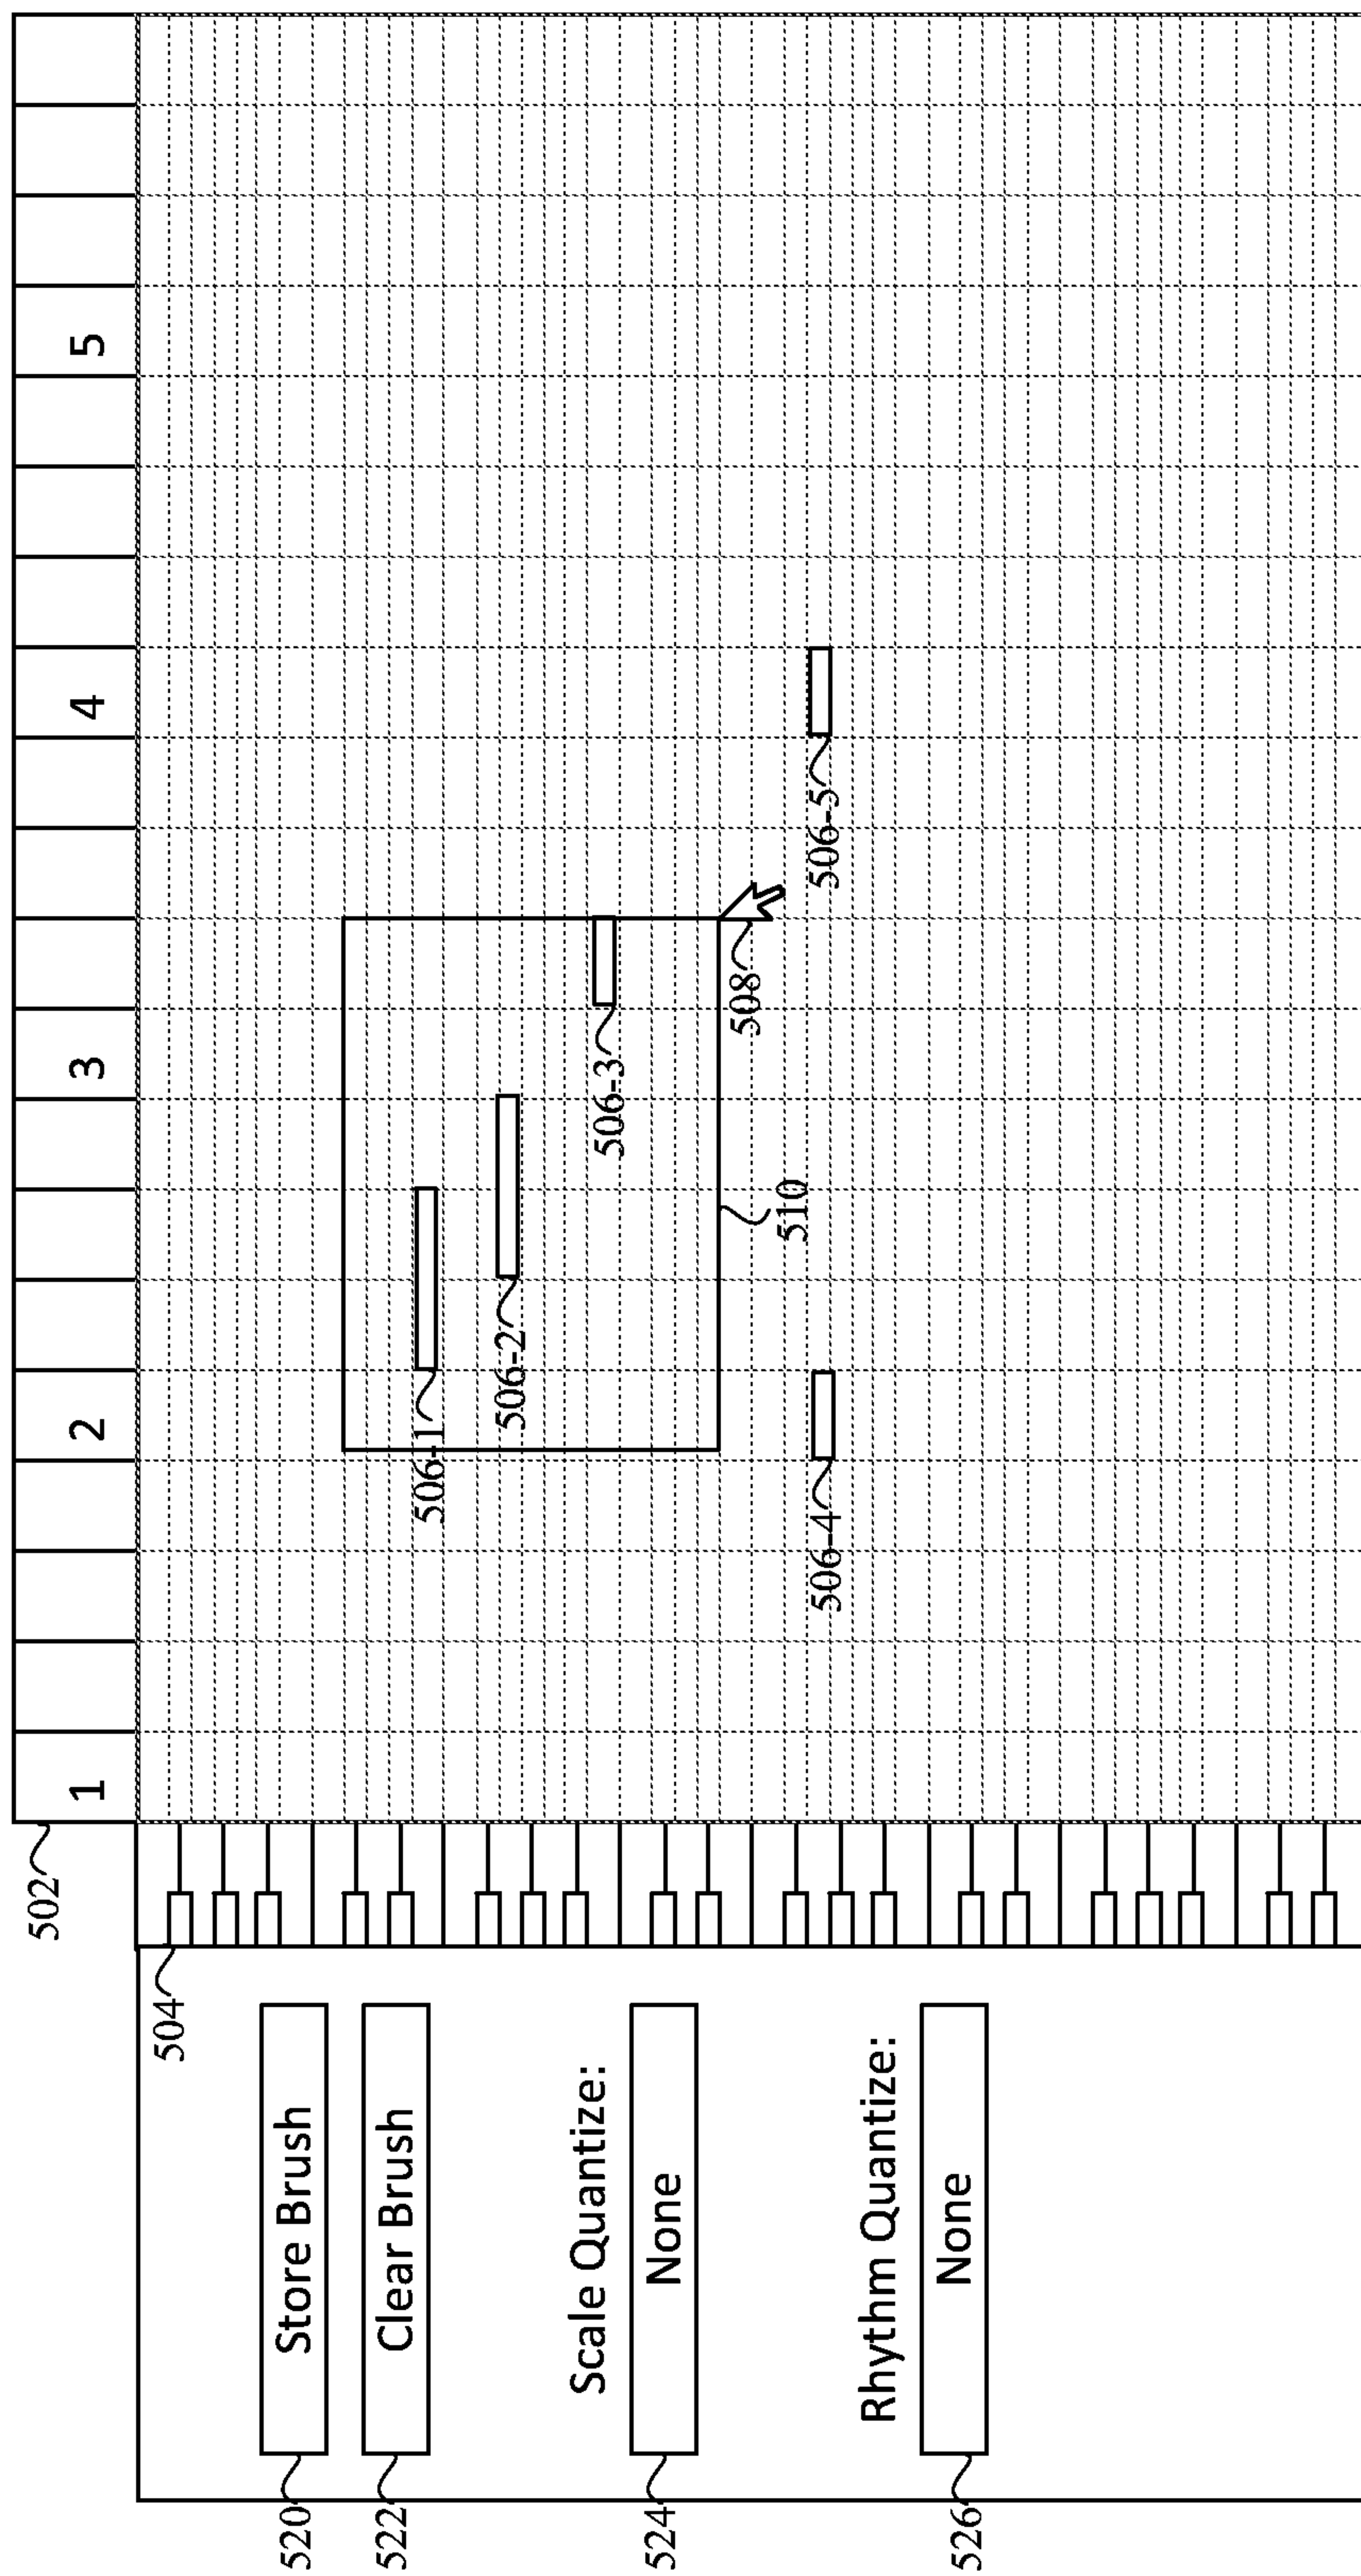 502
1 2 3 4 5
504
520
Store Brush
522
Clear Brush
524
Scale Quantize:
None
526
Rhythm Quantize:
None
506-1
506-2
506-3
508
510
506-4
506-5